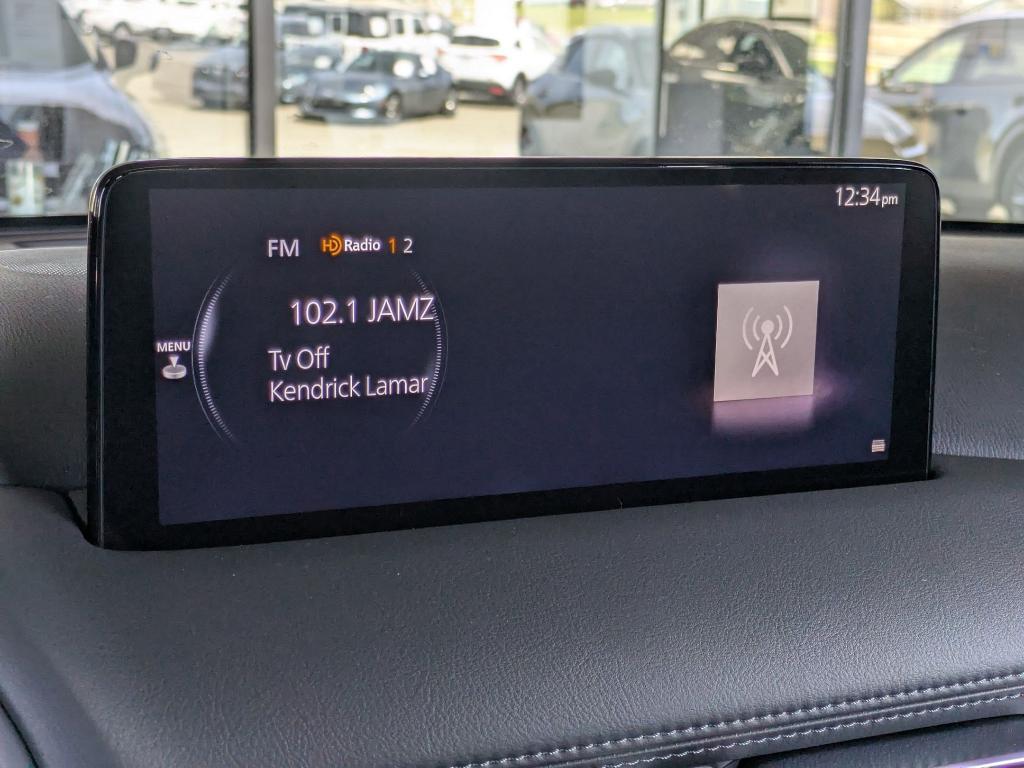 12:34pm
FM HD Radio 1 2
102.1 JAMZ
MENU
Tv Off
Kendrick Lamar